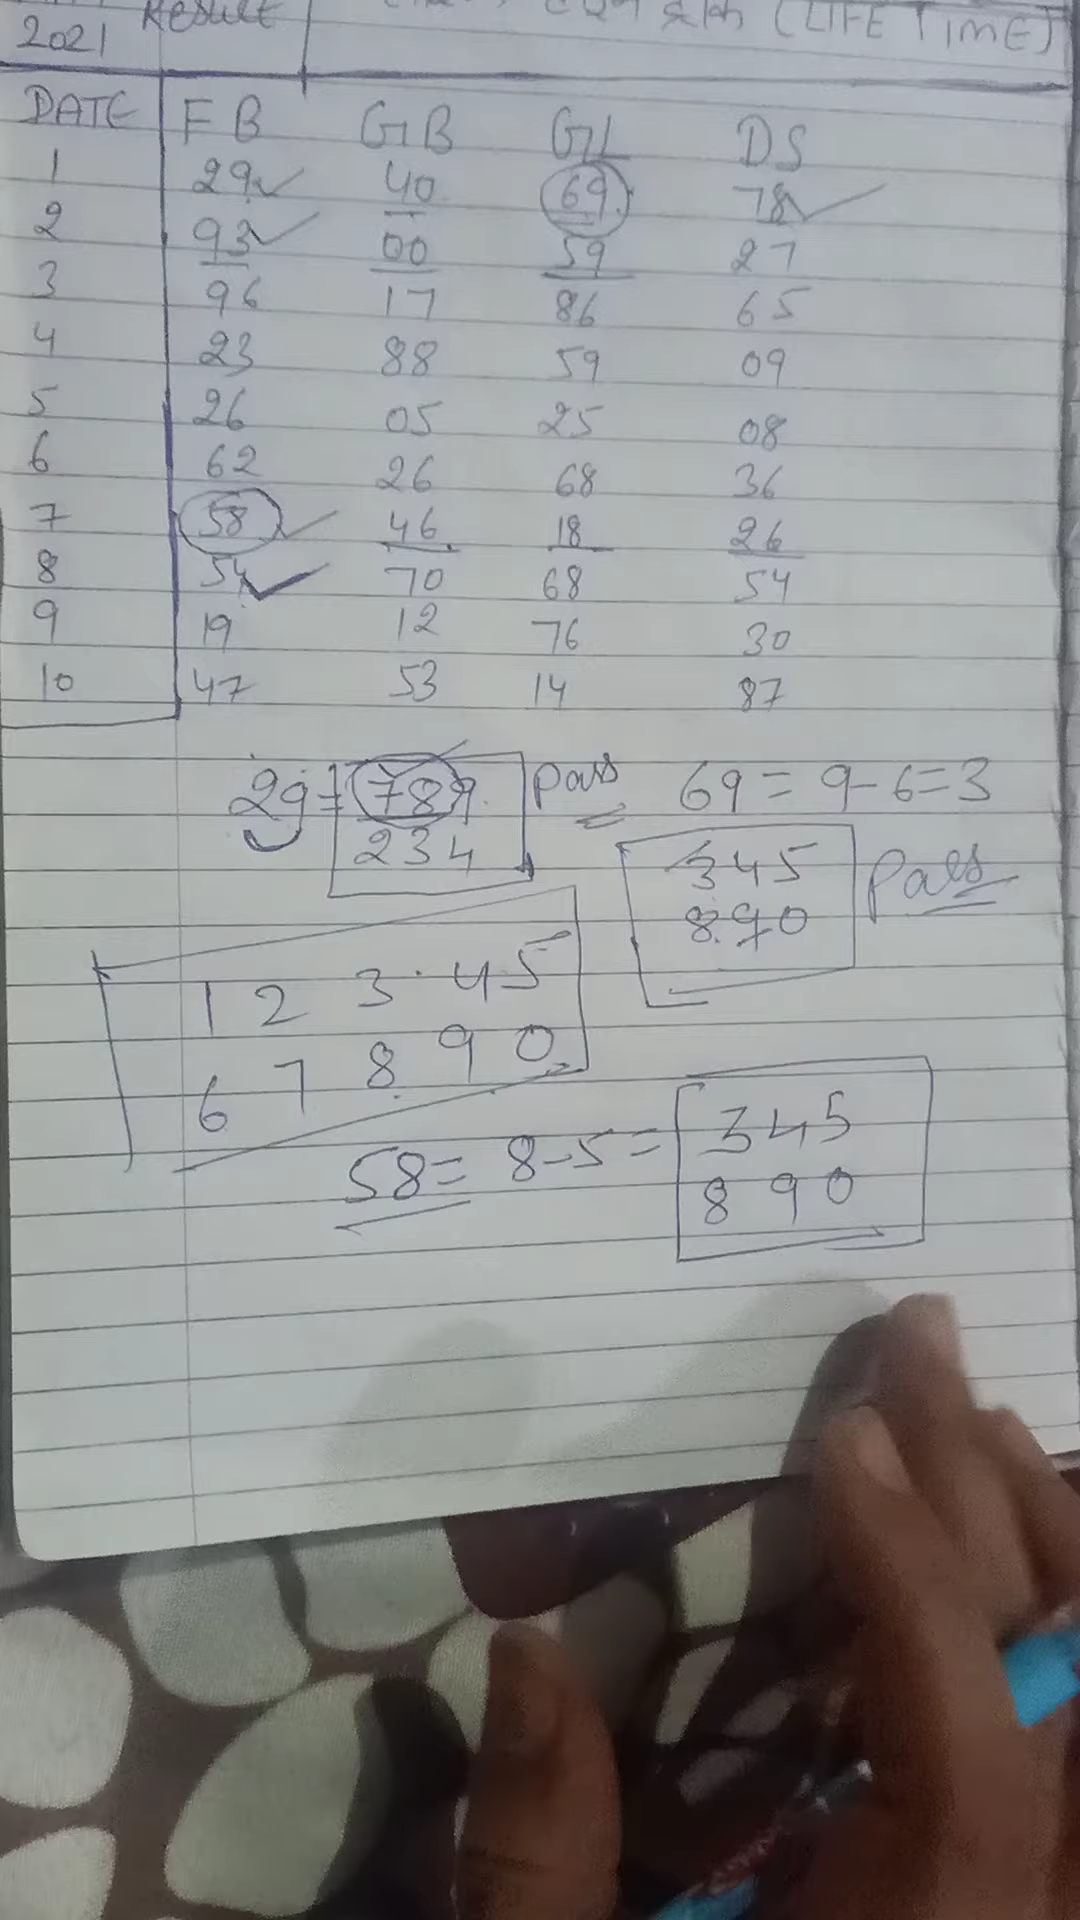 Result (LIFE TIME)
2021
DATE FB GB GL DS
1 29 40 69 78
2 93 00 59 27
3 96 17 86 65
4 23 88 59 09
5 26 05 25 08
6 62 26 68 36
7 58 46 18 26
8 54 70 68 54
9 19 12 76 30
10 47 53 14 87
29= 789 Pass 69 = 9-6=3
234
345 Pass
890
1 2 3 4 5
6 7 8 9 0
58= 8-5= 345
890